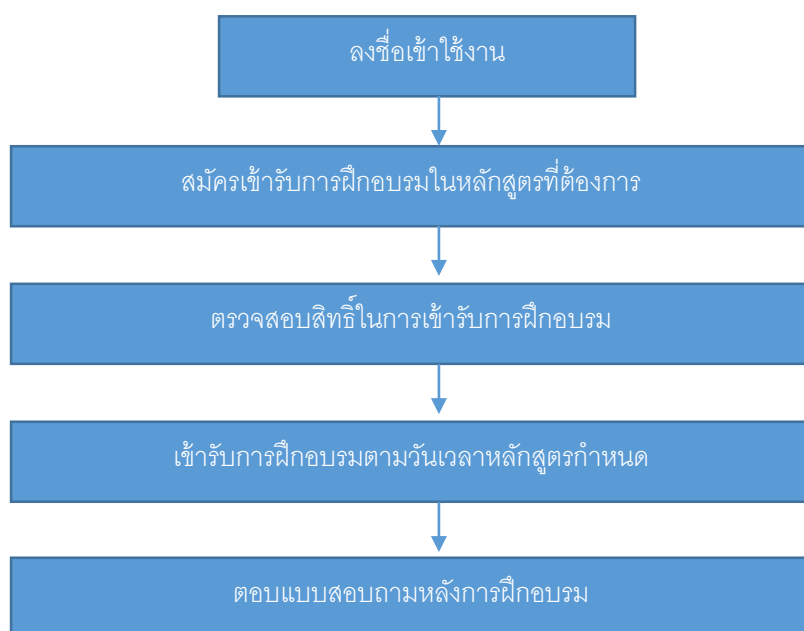 ลงชื่อเข้าใช้งาน
สมัครเข้ารับการฝึกอบรมในหลักสูตรที่ต้องการ
ตรวจสอบสิทธิ์ในการเข้ารับการฝึกอบรม
เข้ารับการฝึกอบรมตามวันเวลาหลักสูตรกำหนด
ตอบแบบสอบถามหลังการฝึกอบรม